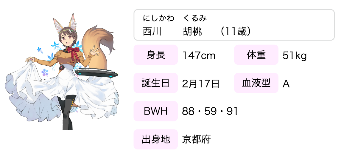 にしかわ くるみ
西川 胡桃 （11歳）
身長 147cm 体重 51kg
誕生日 2月17日 血液型 A
BWH 88・59・91
出身地 京都府